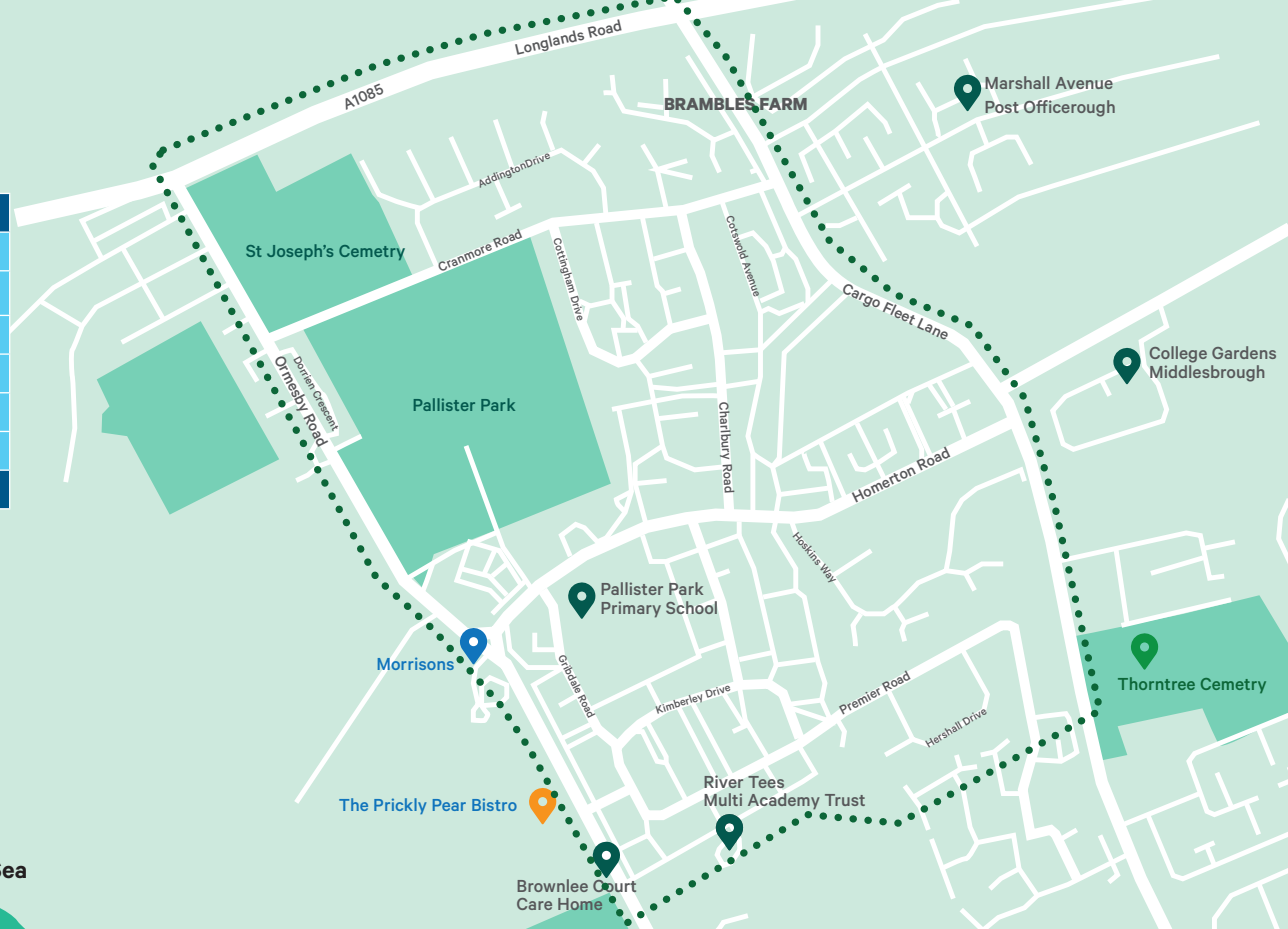 Longlands Road
A1085
BRAMBLES FARM
Marshall Avenue
Post Officerough
AddingtonDrive
St Joseph's Cemetry
Cranmore Road
Cottingham Drive
Cotswold Avenue
Cargo Fleet Lane
College Gardens
Middlesbrough
Dorrien Crescent
Ormesby Road
Pallister Park
Charlbury Road
Homerton Road
Hoskins Way
Pallister Park
Primary School
Morrisons
Gribdale Road
Kimberley Drive
Premier Road
Hershall Drive
Thorntree Cemetry
River Tees
Multi Academy Trust
The Prickly Pear Bistro
Brownlee Court
Care Home